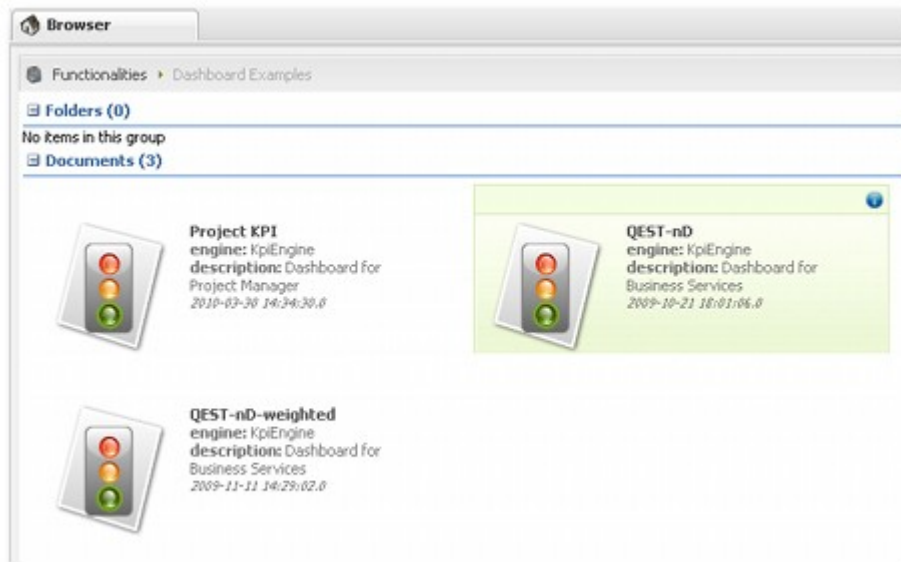 Browser
Functionalities Dashboard Examples
Folders (0)
No items in this group
Documents (3)
Project KPI
engine: KpiEngine
description: Dashboard for
Project Manager
2010-03-30 14:34:30.0
QEST-nD
engine: KpiEngine
description: Dashboard for
Business Services
2009-10-21 18:01:06.0
QEST-nD-weighted
engine: KpiEngine
description: Dashboard for
Business Services
2009-11-11 14:29:02.0